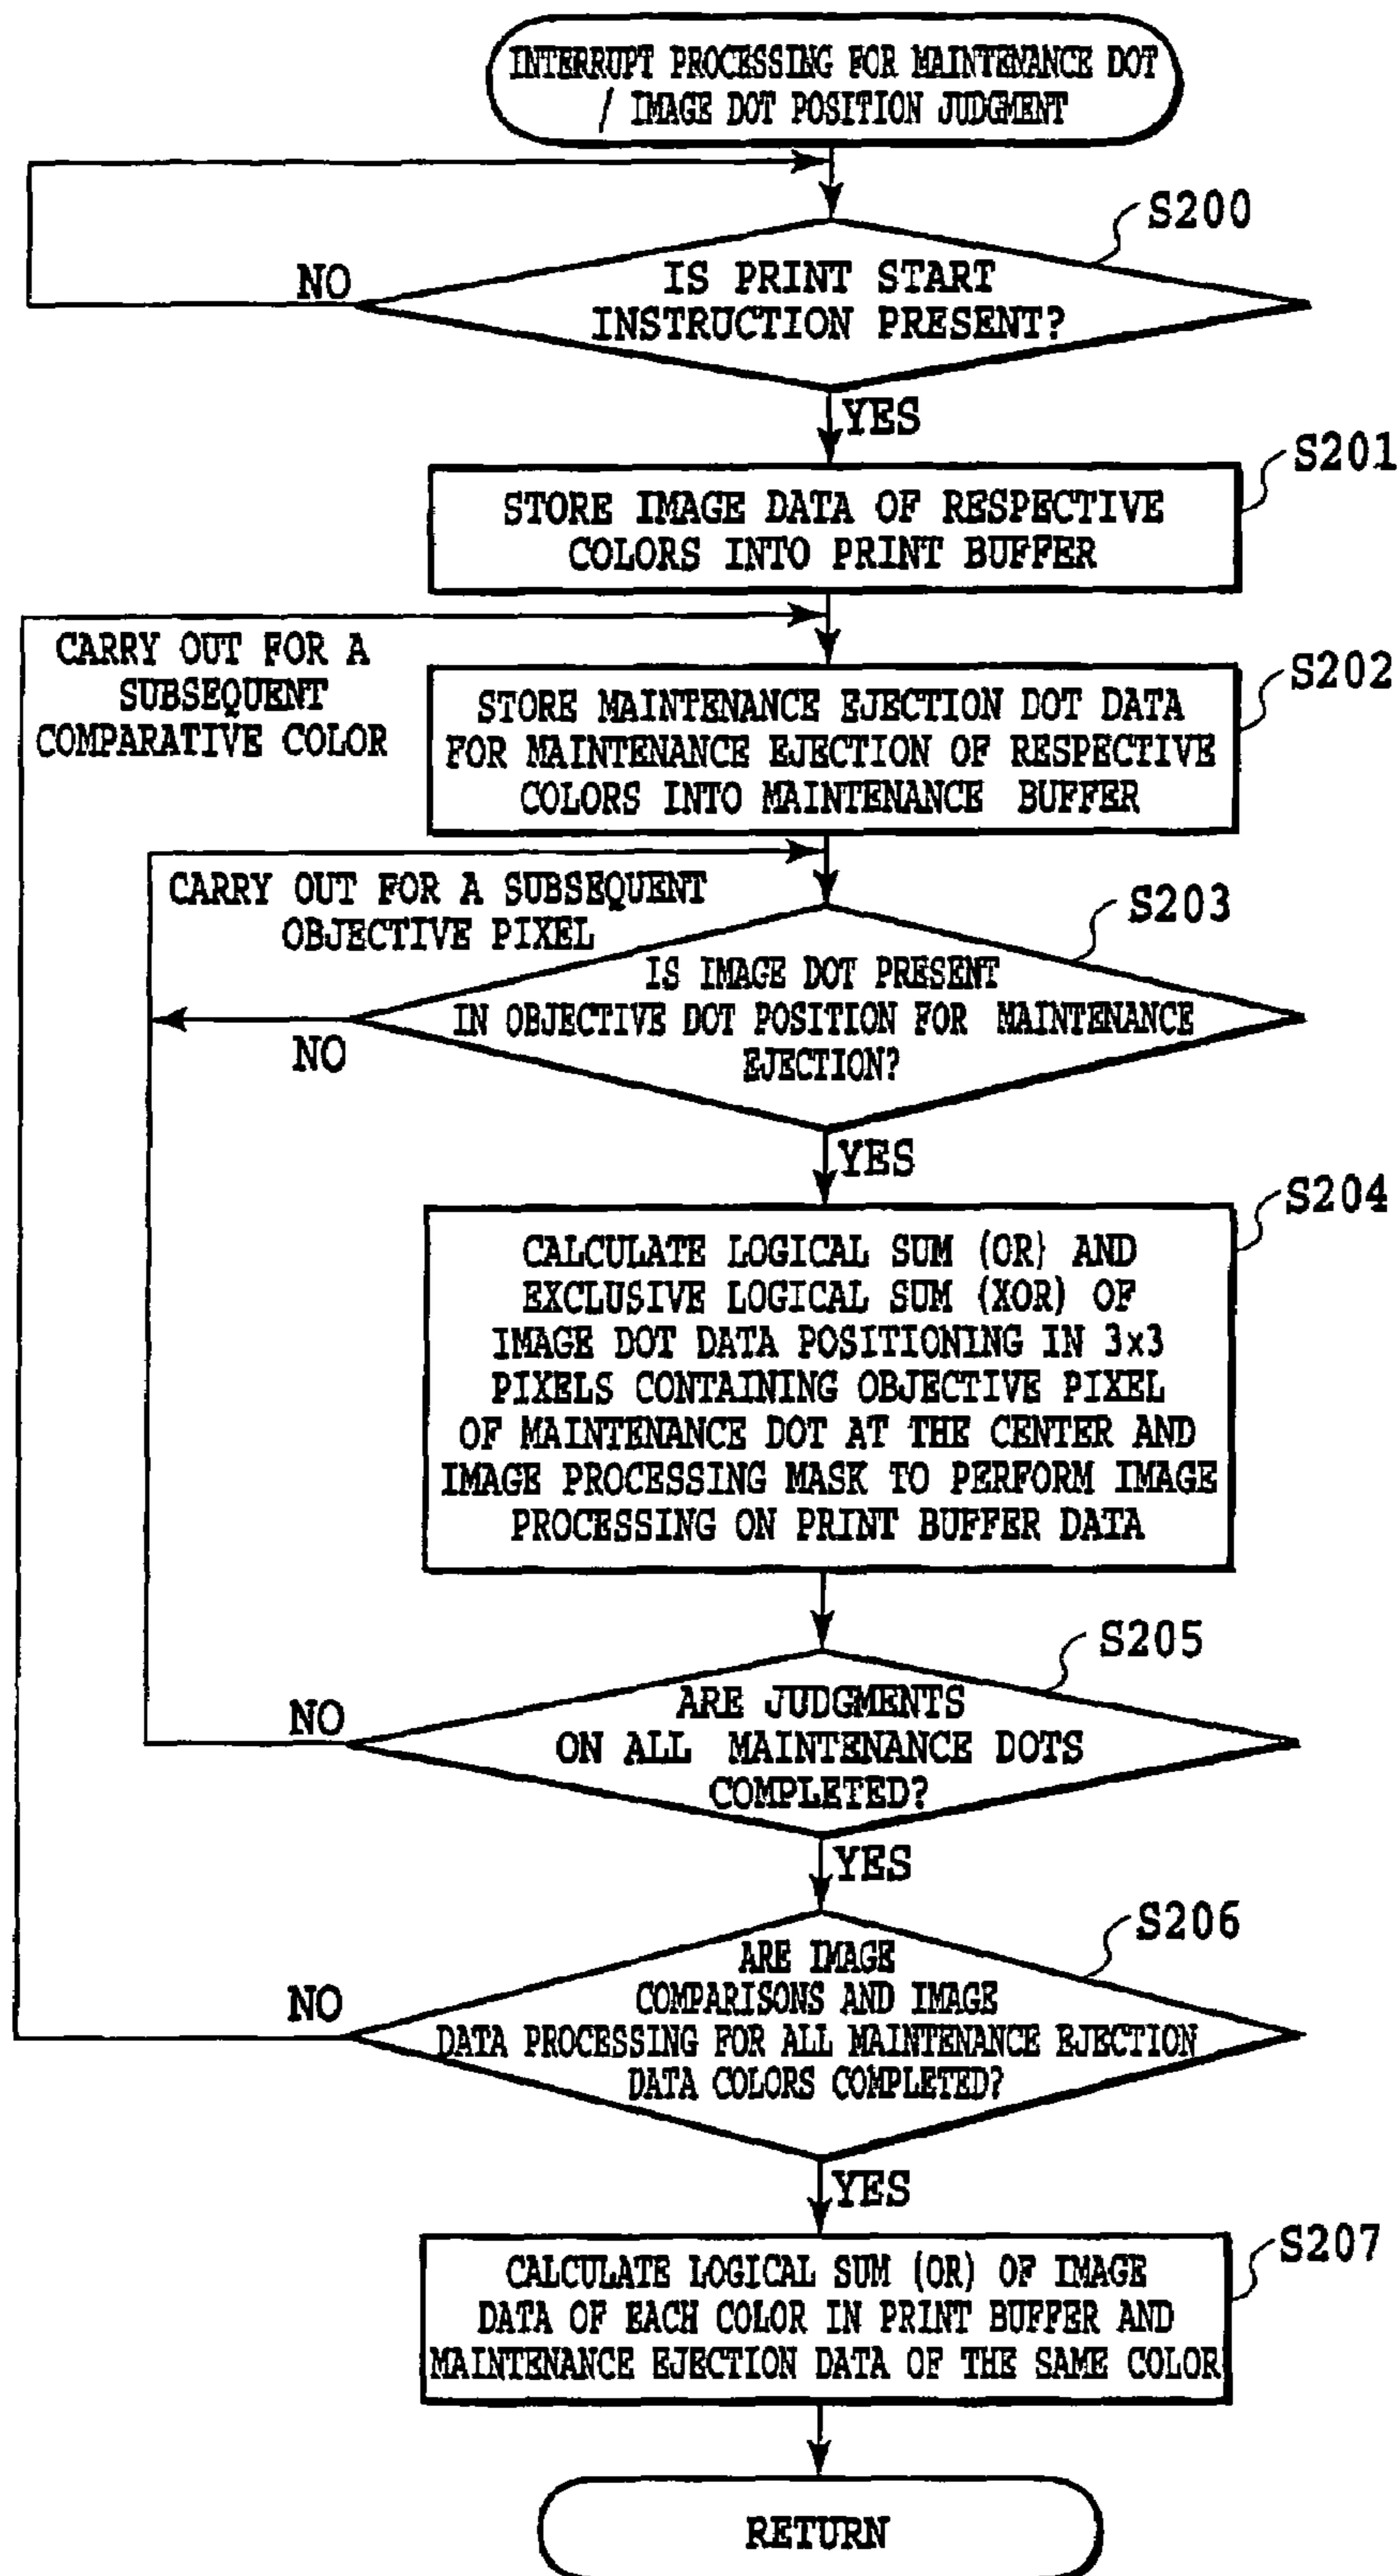 INTERRUPT PROCESSING FOR MAINTENANCE DOT
/ IMAGE DOT POSITION JUDGMENT
S200
NO
IS PRINT START
INSTRUCTION PRESENT?
YES
S201
STORE IMAGE DATA OF RESPECTIVE
COLORS INTO PRINT BUFFER
CARRY OUT FOR A
SUBSEQUENT
COMPARATIVE COLOR
S202
STORE MAINTENANCE EJECTION DOT DATA
FOR MAINTENANCE EJECTION OF RESPECTIVE
COLORS INTO MAINTENANCE BUFFER
CARRY OUT FOR A SUBSEQUENT
OBJECTIVE PIXEL
S203
IS IMAGE DOT PRESENT
IN OBJECTIVE DOT POSITION FOR MAINTENANCE
EJECTION?
NO
YES
S204
CALCULATE LOGICAL SUM (OR} AND
EXCLUSIVE LOGICAL SUM (XOR) OF
IMAGE DOT DATA POSITIONING IN 3x3
PIXELS CONTAINING OBJECTIVE PIXEL
OF MAINTENANCE DOT AT THE CENTER AND
IMAGE PROCESSING MASK TO PERFORM IMAGE
PROCESSING ON PRINT BUFFER DATA
S205
NO
ARE JUDGMENTS
ON ALL MAINTENANCE DOTS
COMPLETED?
YES
S206
NO
ARE IMAGE
COMPARISONS AND IMAGE
DATA PROCESSING FOR ALL MAINTENANCE EJECTION
DATA COLORS COMPLETED?
YES
S207
CALCULATE LOGICAL SUM (OR) OF IMAGE
DATA OF EACH COLOR IN PRINT BUFFER AND
MAINTENANCE EJECTION DATA OF THE SAME COLOR
RETURN